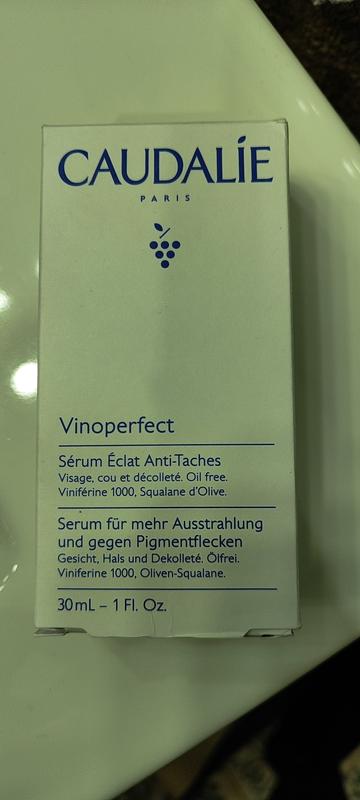 CAUDALÍE
PARIS
Vinoperfect
Sérum Éclat Anti-Taches
Visage, cou et décolleté. Oil free.
Viniférine 1000, Squalane d'Olive.
Serum für mehr Ausstrahlung
und gegen Pigmentflecken
Gesicht, Hals und Dekolleté. Ölfrei.
Viniferine 1000, Oliven-Squalane.
30mL – 1 Fl. Oz.